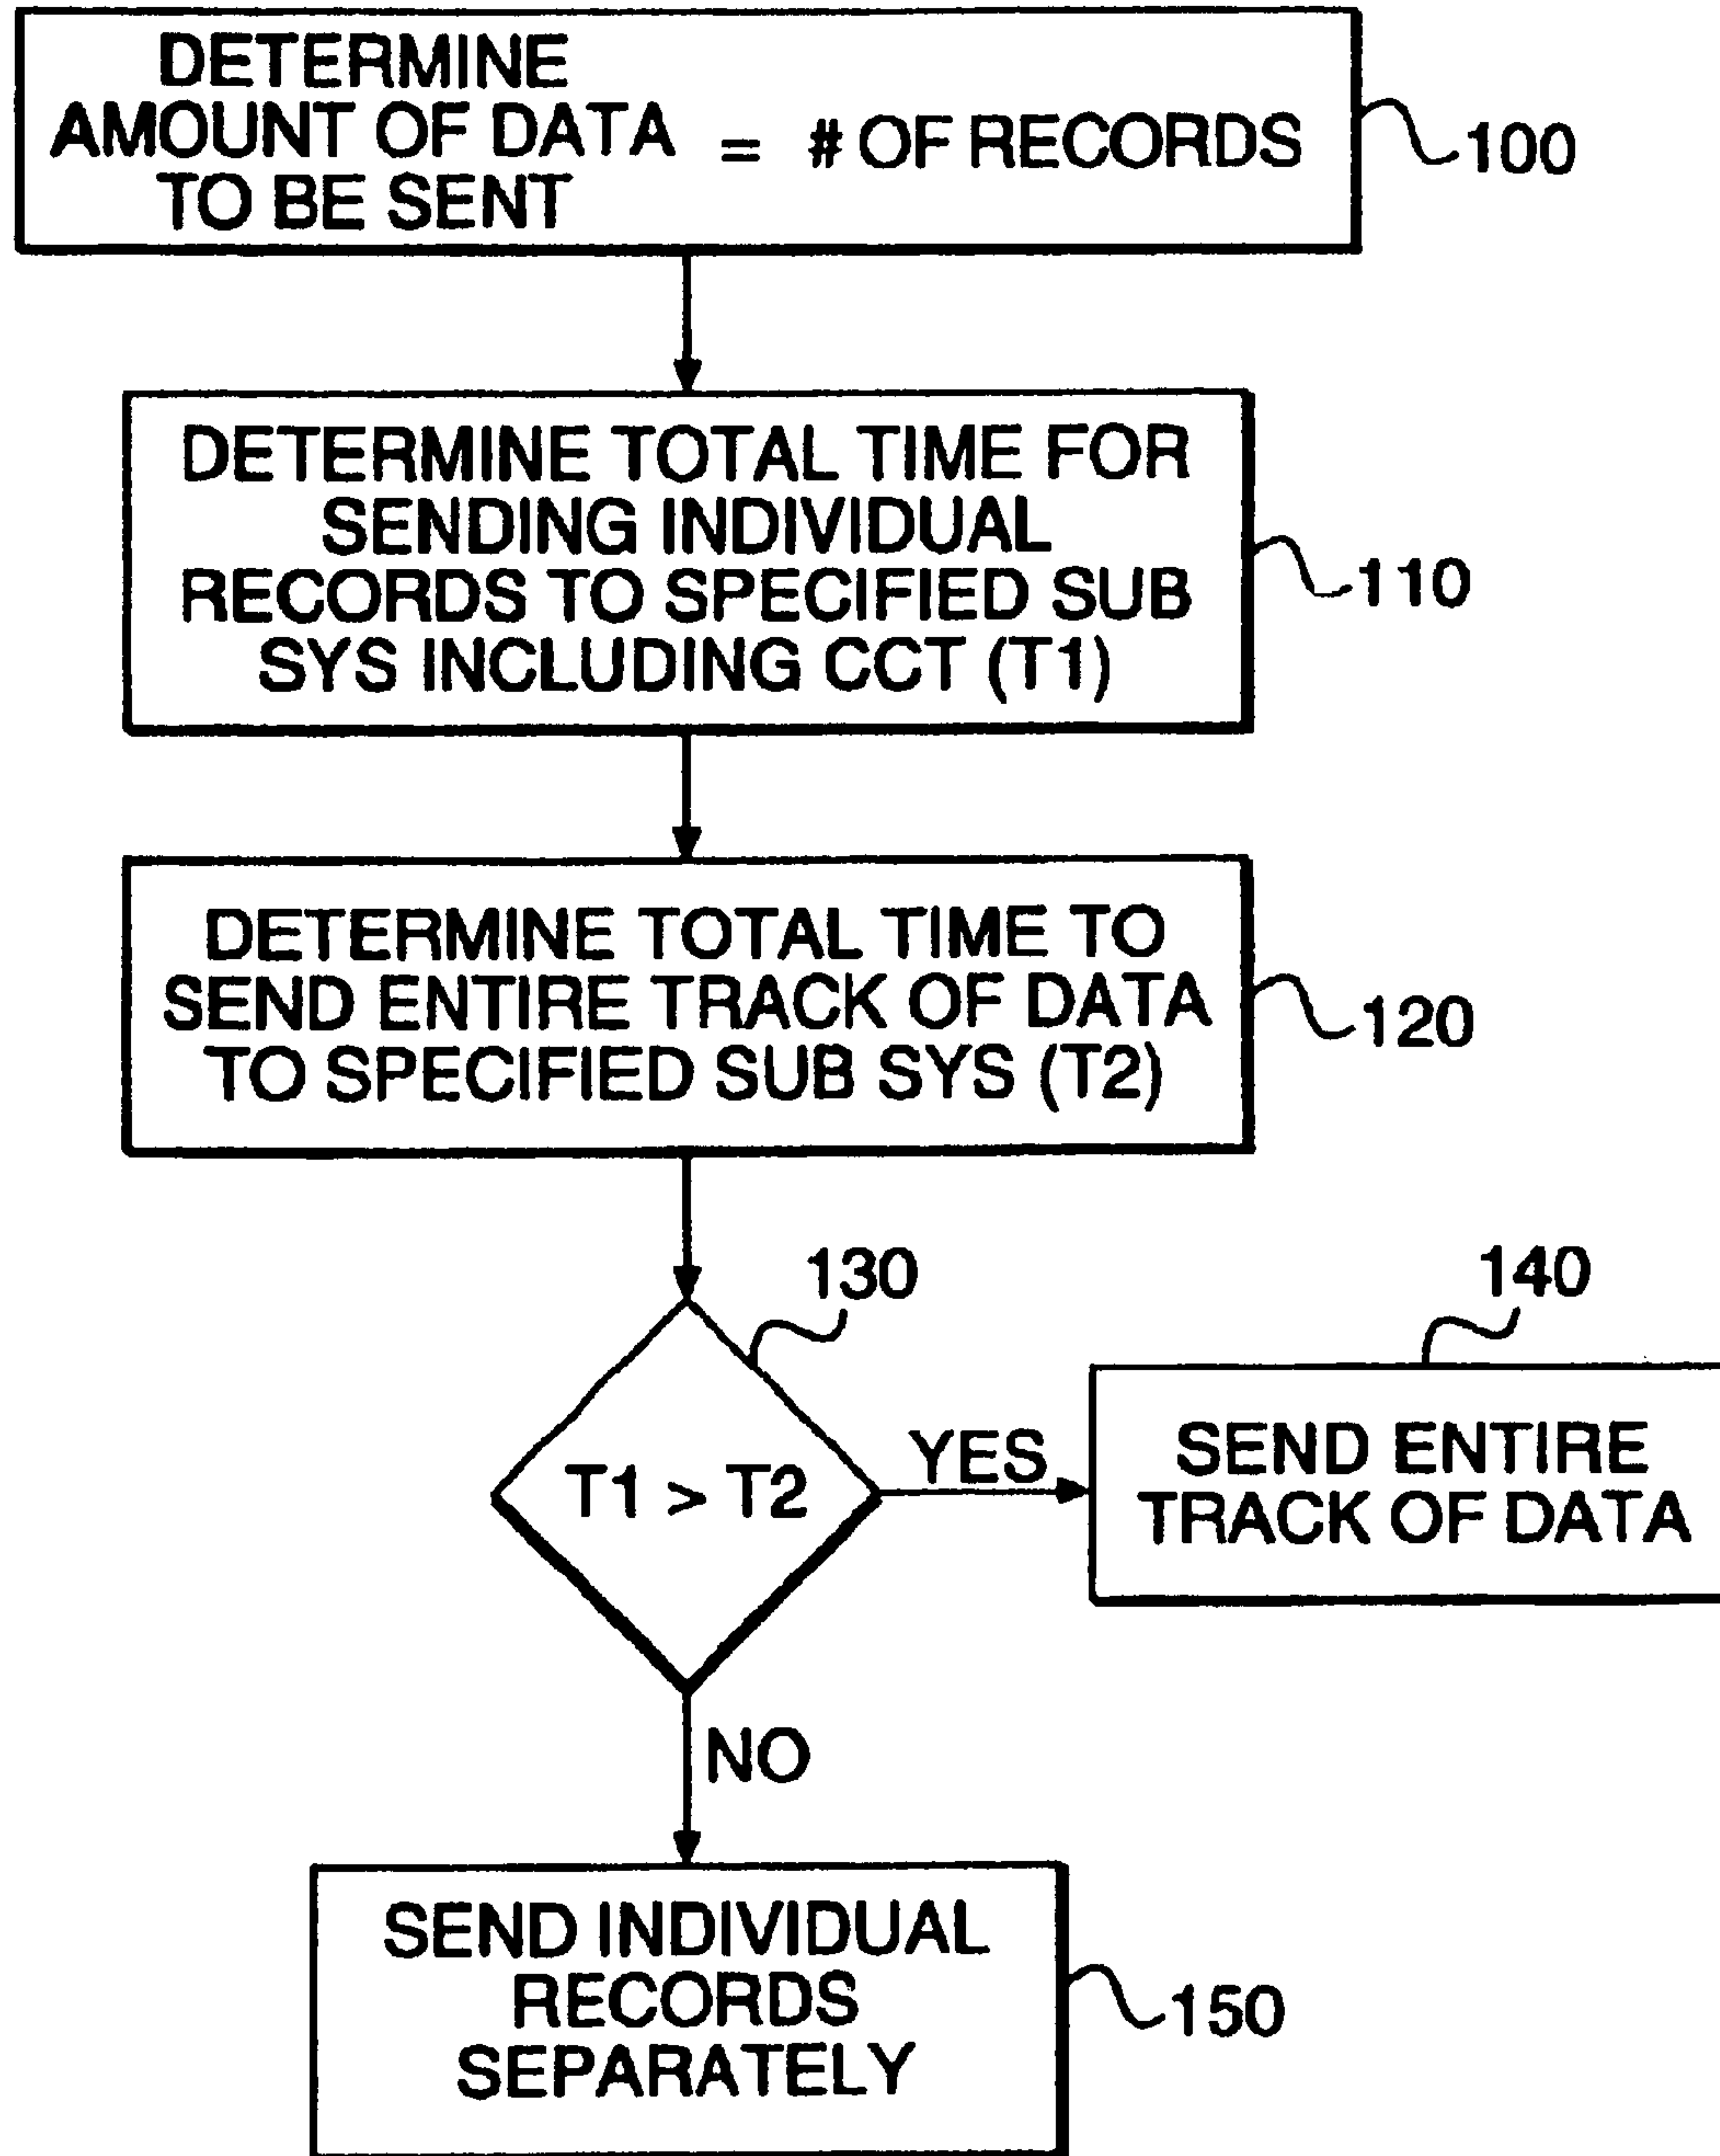 DETERMINE
AMOUNT OF DATA = # OF RECORDS
TO BE SENT
100
DETERMINE TOTAL TIME FOR
SENDING INDIVIDUAL
RECORDS TO SPECIFIED SUB
SYS INCLUDING CCT (T1)
110
DETERMINE TOTAL TIME TO
SEND ENTIRE TRACK OF DATA
TO SPECIFIED SUB SYS (T2)
120
130
T1 > T2
YES
140
SEND ENTIRE
TRACK OF DATA
NO
SEND INDIVIDUAL
RECORDS
SEPARATELY
150